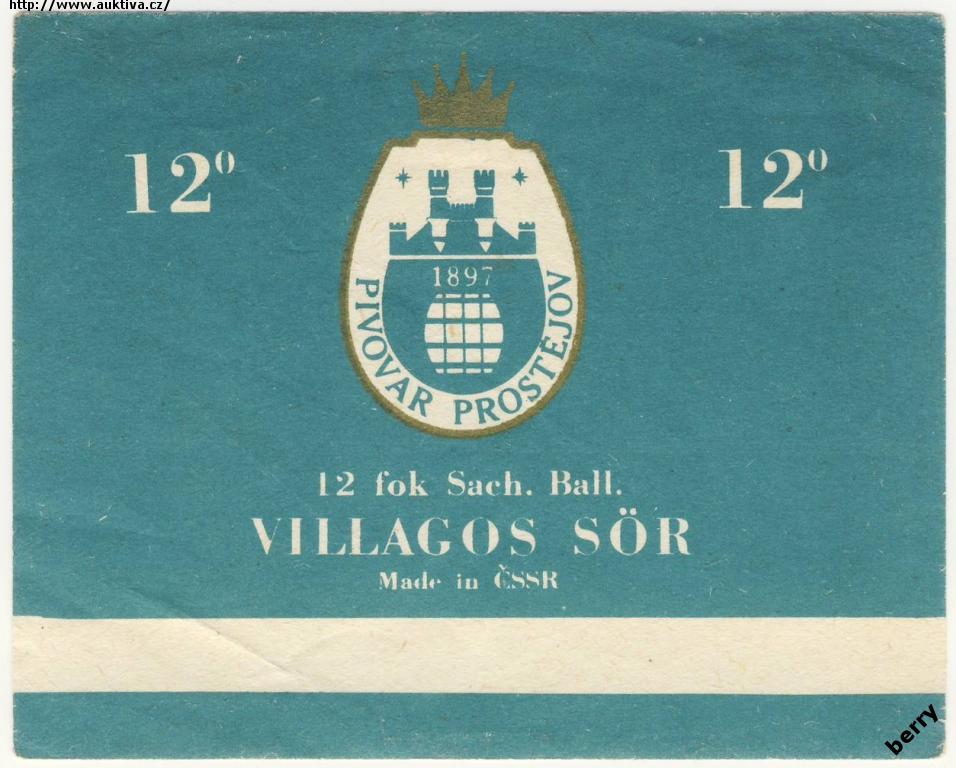 http://www.auktiva.cz/
12°
12°
1897
PIVOVAR PROSTĚJOV
12 fok Sach. Ball.
VILLAGOS SÖR
Made in ČSSR
berry